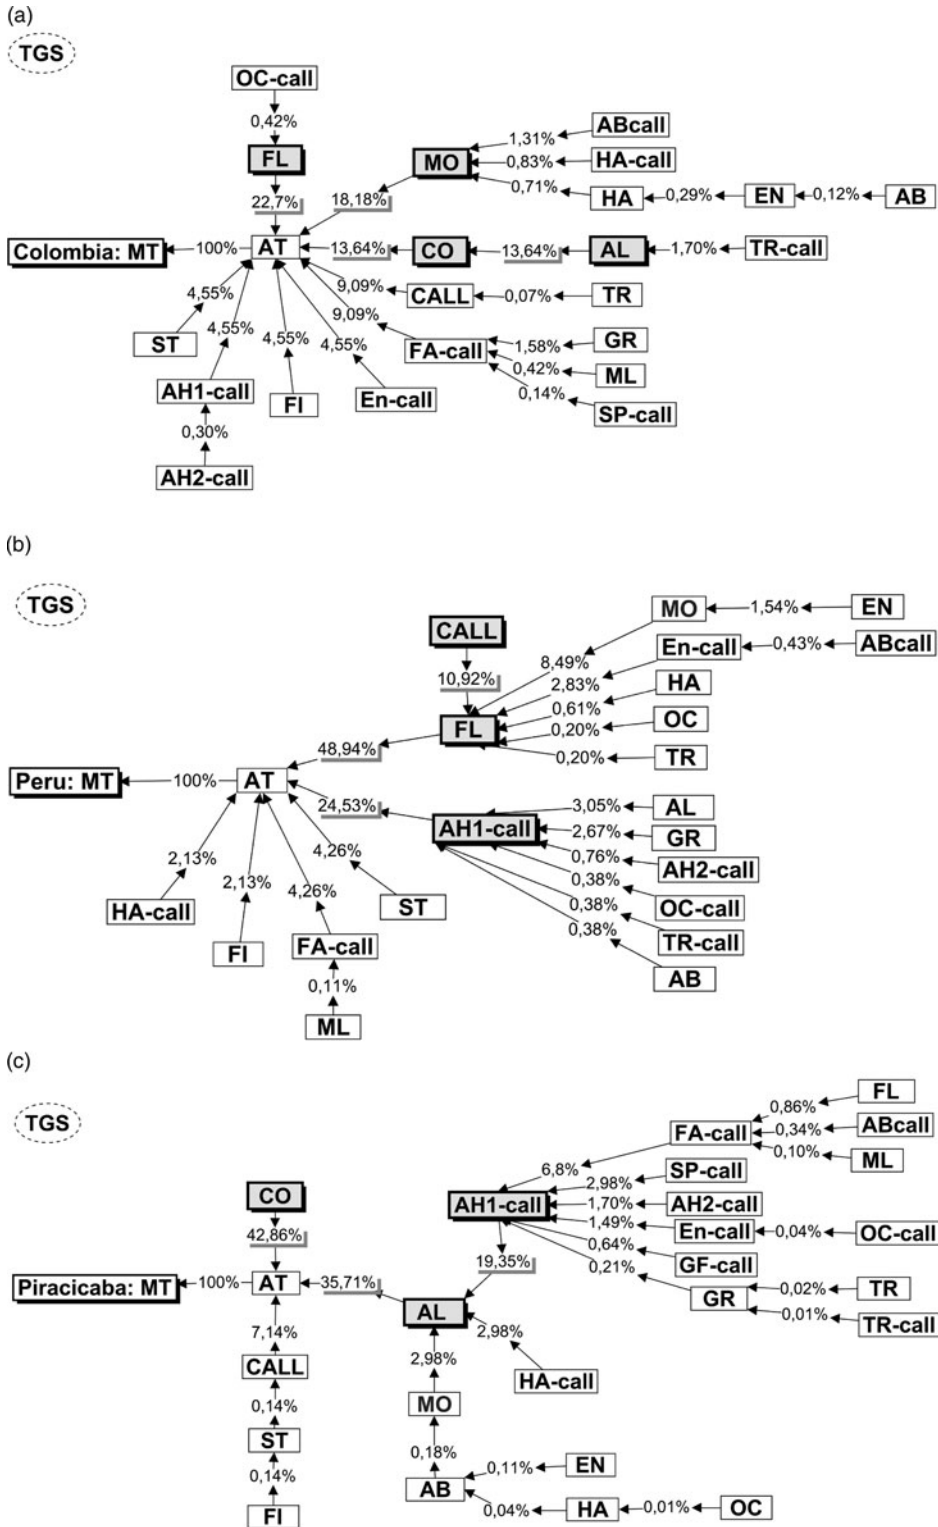 (a)
TGS
OC-call
0,42%
FL
22,7%
MO
18,18%
1,31%
ABcall
0,83%
HA-call
0,71%
HA
0,29%
EN
0,12%
AB
Colombia: MT
100%
AT
13,64%
CO
13,64%
AL
1,70%
TR-call
9,09%
CALL
0,07%
TR
9,09%
FA-call
1,58%
GR
0,42%
ML
0,14%
SP-call
4,55%
ST
4,55%
AH1-call
0,30%
AH2-call
4,55%
FI
4,55%
En-call
(b)
TGS
CALL
10,92%
FL
48,94%
8,49%
MO
1,54%
EN
2,83%
En-call
0,43%
ABcall
0,61%
HA
0,20%
OC
0,20%
TR
Peru: MT
100%
AT
24,53%
AH1-call
3,05%
AL
2,67%
GR
0,76%
AH2-call
0,38%
OC-call
0,38%
TR-call
0,38%
AB
2,13%
HA-call
2,13%
FI
4,26%
FA-call
0,11%
ML
4,26%
ST
(c)
TGS
CO
42,86%
Piracicaba: MT
100%
AT
35,71%
AL
19,35%
AH1-call
6,8%
FA-call
0,86%
FL
0,34%
ABcall
0,10%
ML
2,98%
SP-call
1,70%
AH2-call
1,49%
En-call
0,04%
OC-call
0,64%
GF-call
0,21%
GR
0,02%
TR
0,01%
TR-call
2,98%
HA-call
2,98%
MO
0,18%
AB
0,11%
EN
0,04%
HA
0,01%
OC
7,14%
CALL
0,14%
ST
0,14%
FI